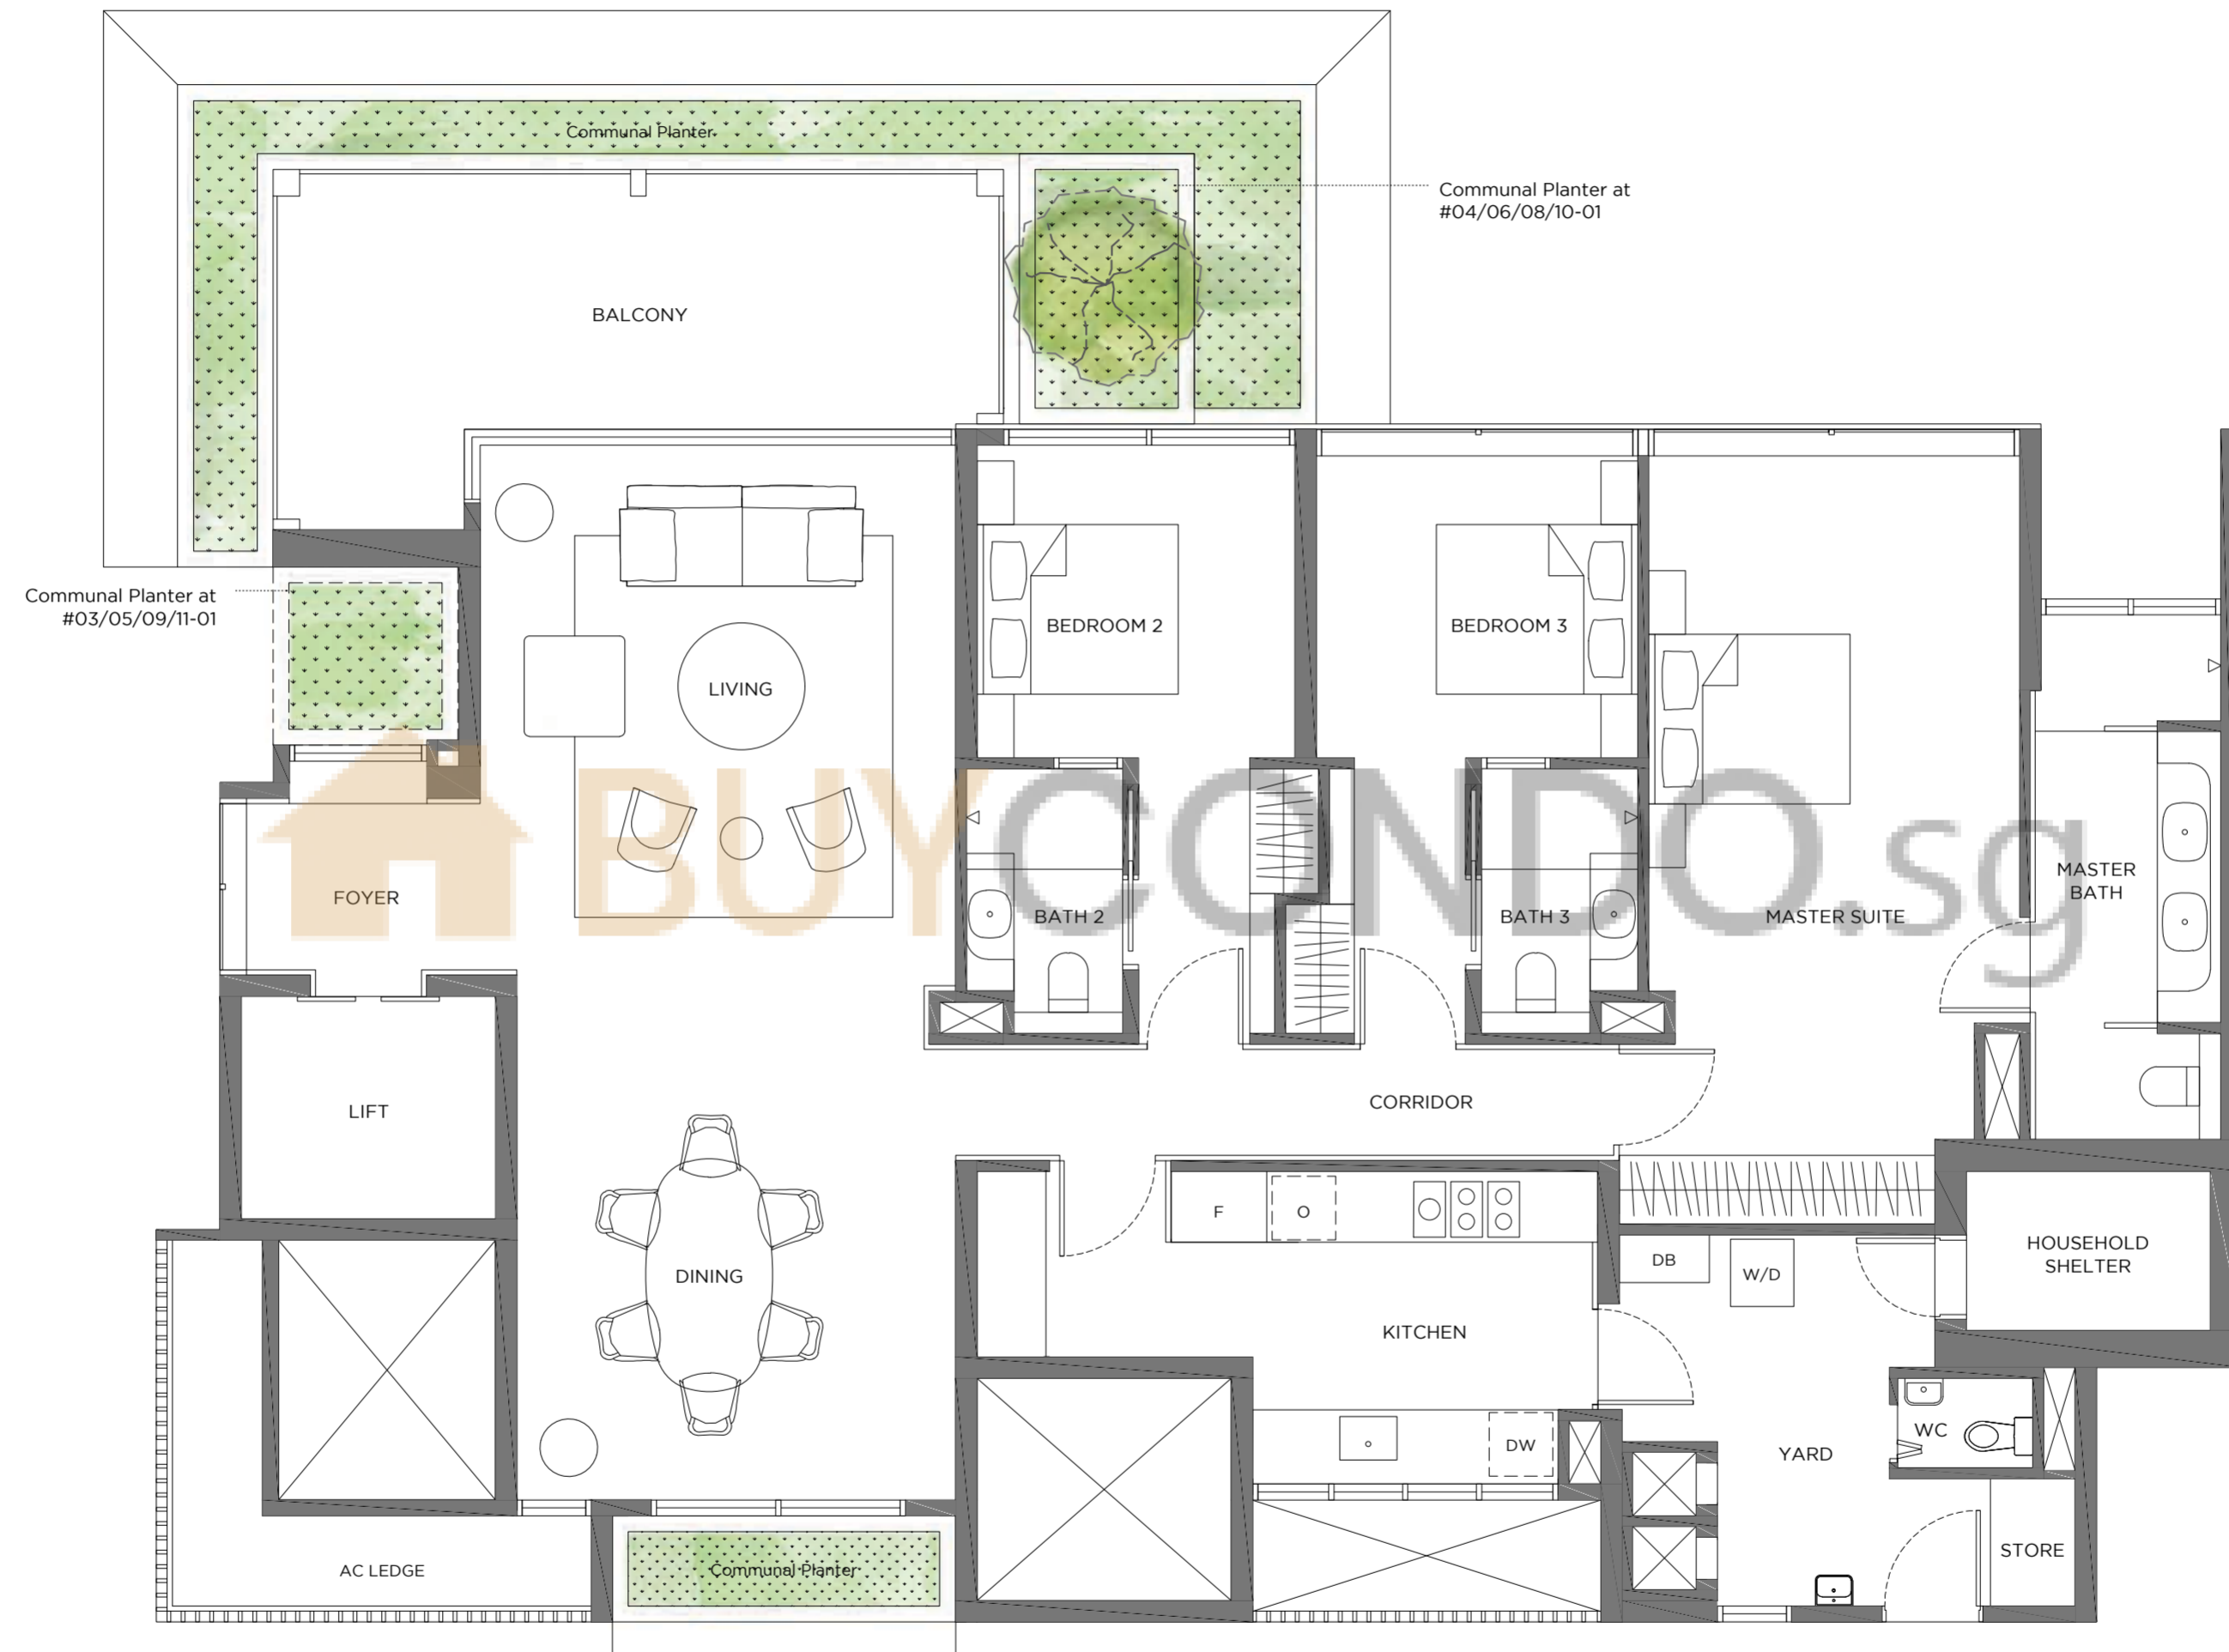 Communal Planter
Communal Planter at
#04/06/08/10-01
BALCONY
Communal Planter at
#03/05/09/11-01
BEDROOM 2
BEDROOM 3
LIVING
BUYCONDO.sg
MASTER
BATH
FOYER
BATH 2
BATH 3
MASTER SUITE
LIFT
CORRIDOR
F
O
HOUSEHOLD
SHELTER
DB
W/D
DINING
KITCHEN
WC
DW
YARD
STORE
AC LEDGE
Communal Planter